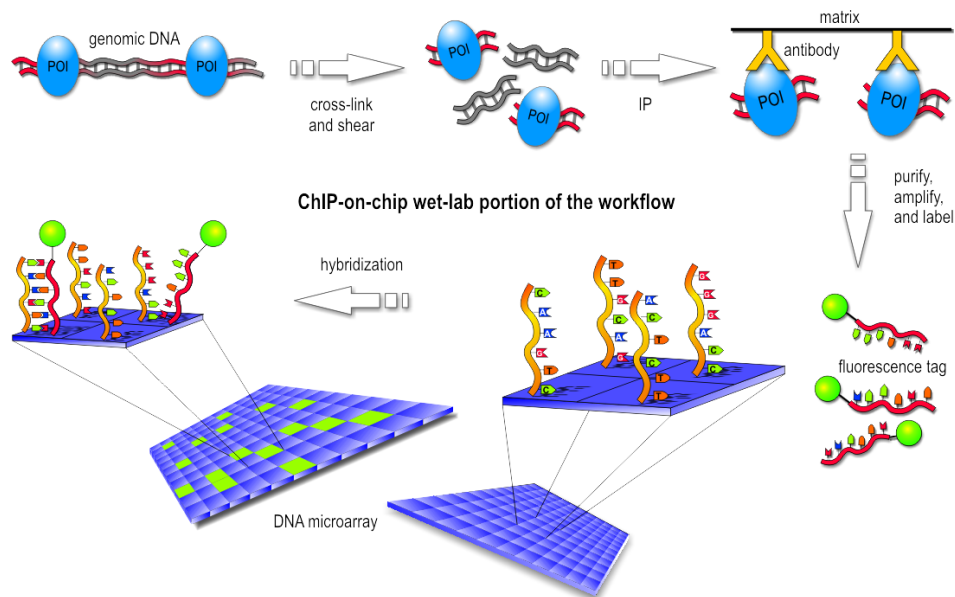 genomic DNA
POI
POI
cross-link
and shear
POI
POI
IP
matrix
antibody
POI
POI
purify,
amplify,
and label
ChIP-on-chip wet-lab portion of the workflow
hybridization
fluorescence tag
C
A
A
G
T
C
T
T
G
C
A
G
A
C
T
T
G
G
A
C
C
DNA microarray